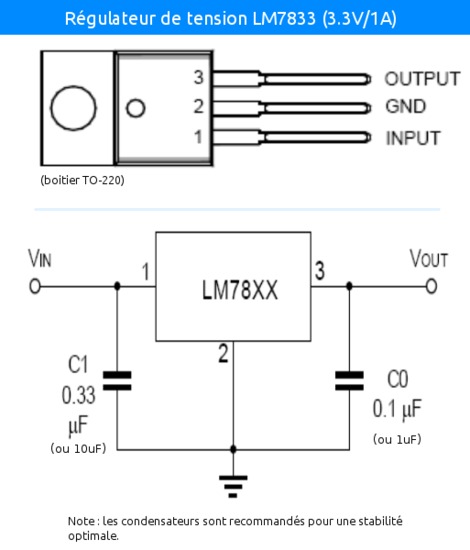 Régulateur de tension LM7833 (3.3V/1A)
3 OUTPUT
2 GND
1 INPUT
(boitier TO-220)
VIN VOUT
1 LM78XX 3
2
C1
0.33
µF
(ou 10uF)
C0
0.1 µF
(ou 1uF)
Note : les condensateurs sont recommandés pour une stabilité
optimale.